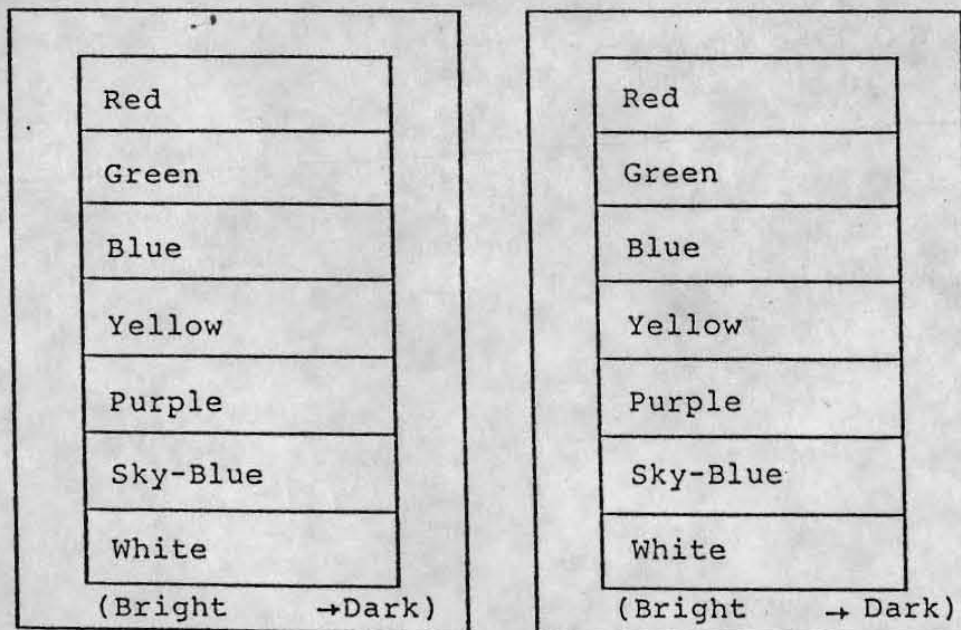 Red
Green
Blue
Yellow
Purple
Sky-Blue
White
(Bright →Dark)
Red
Green
Blue
Yellow
Purple
Sky-Blue
White
(Bright → Dark)